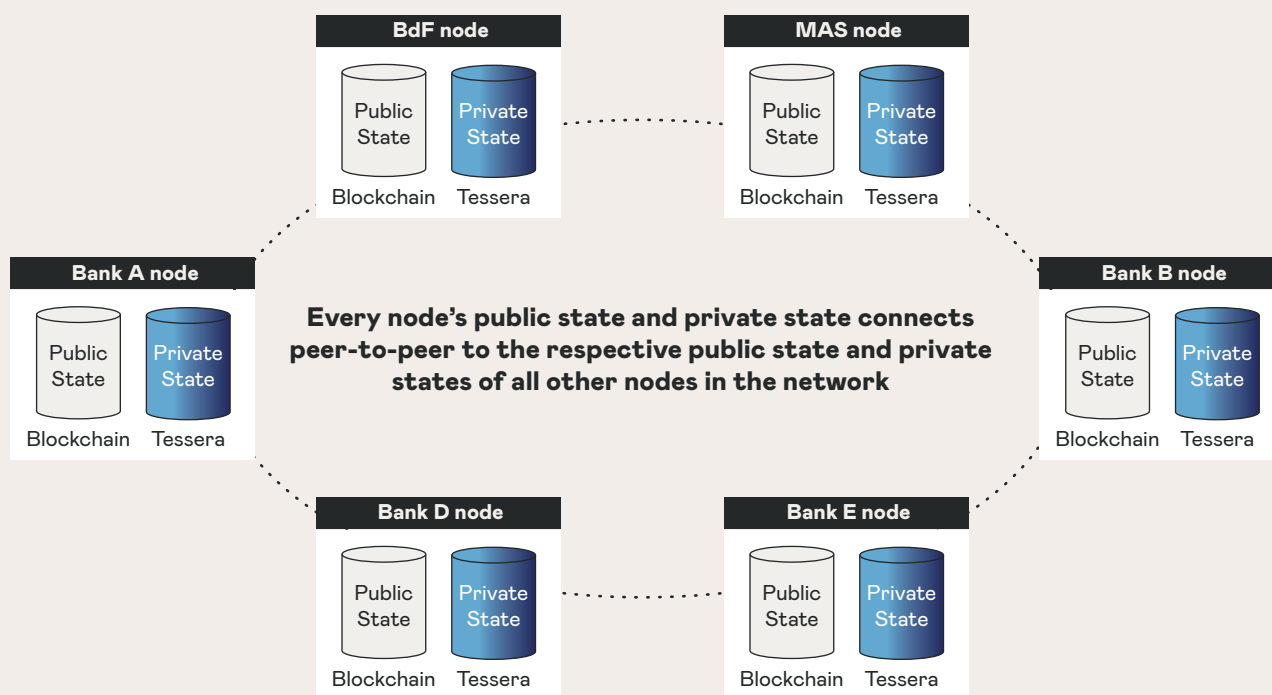 BdF node
Public
State
Private
State
Blockchain
Tessera
MAS node
Public
State
Private
State
Blockchain
Tessera
Bank A node
Public
State
Private
State
Blockchain
Tessera
Every node’s public state and private state connects
peer-to-peer to the respective public state and private
states of all other nodes in the network
Bank B node
Public
State
Private
State
Blockchain
Tessera
Bank D node
Public
State
Private
State
Blockchain
Tessera
Bank E node
Public
State
Private
State
Blockchain
Tessera